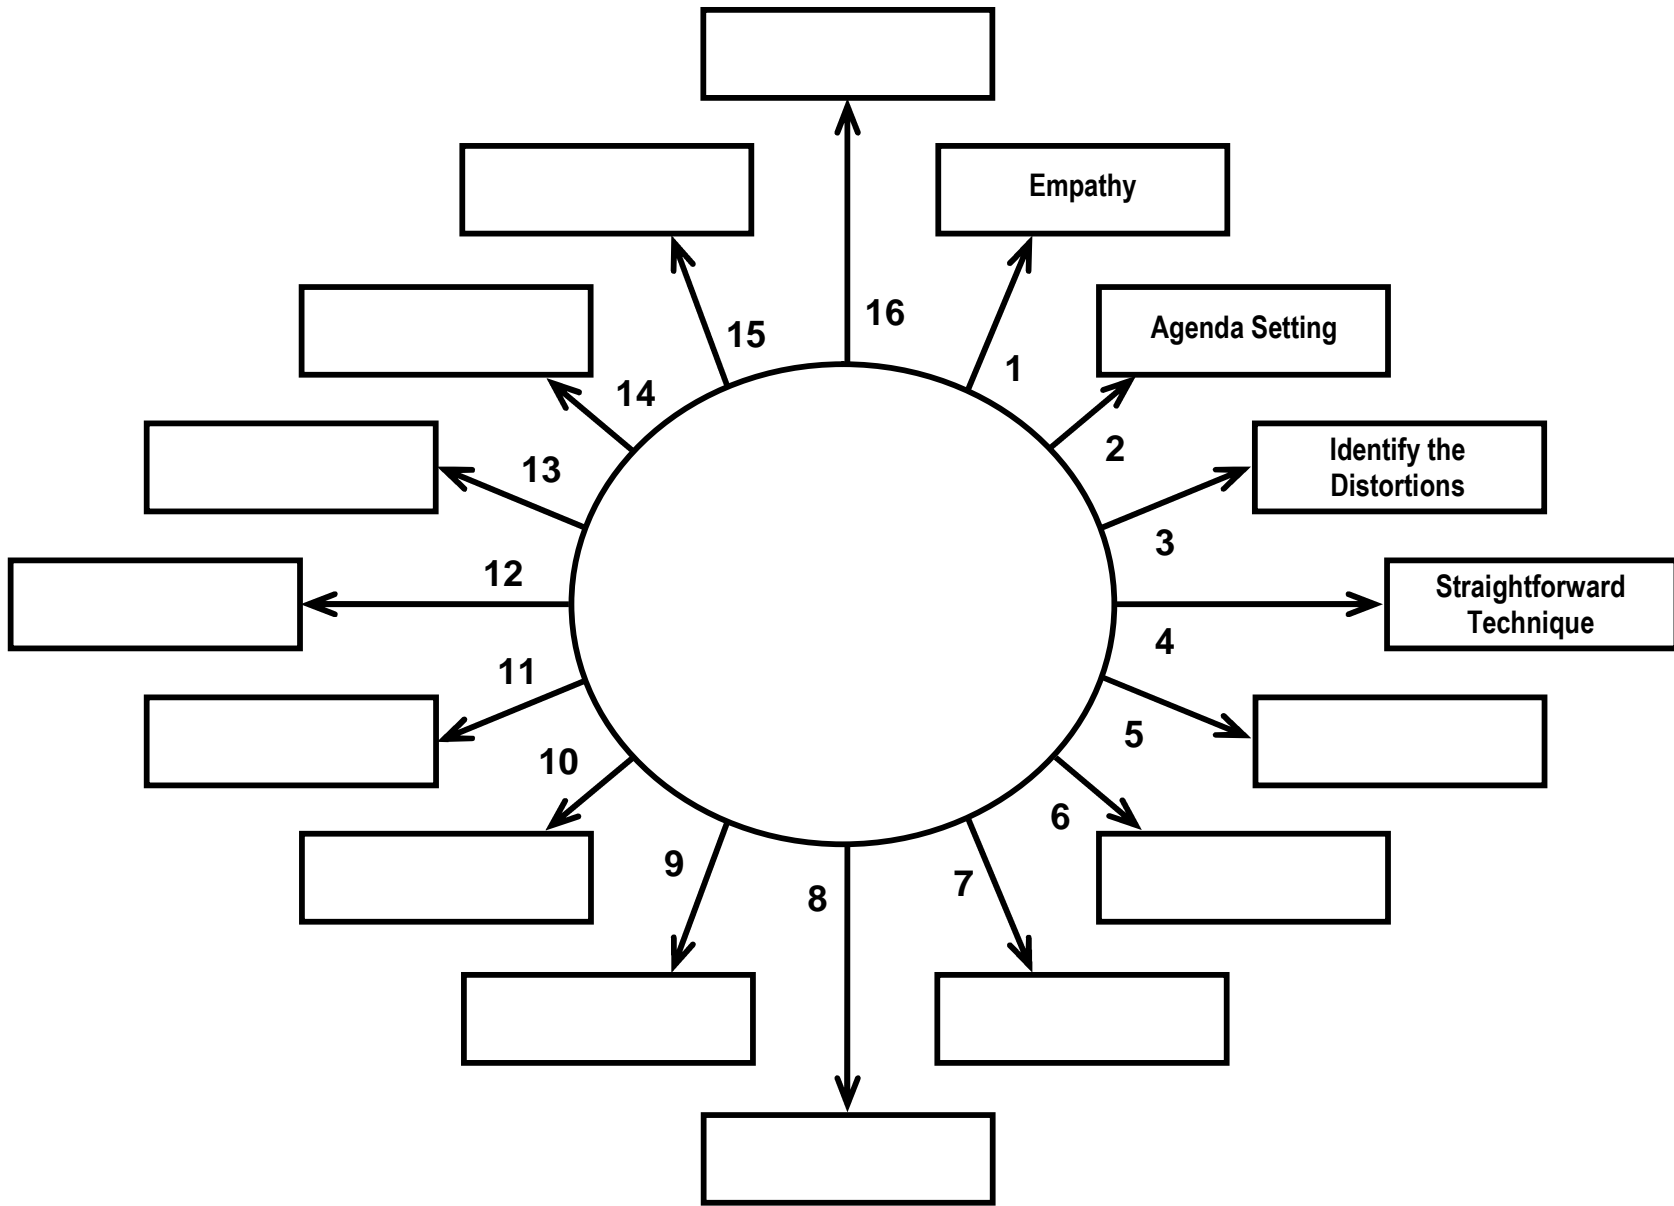 Empathy
16
15
Agenda Setting
1
14
2
Identify the
Distortions
13
3
12
Straightforward
Technique
4
11
5
10
6
9
7
8